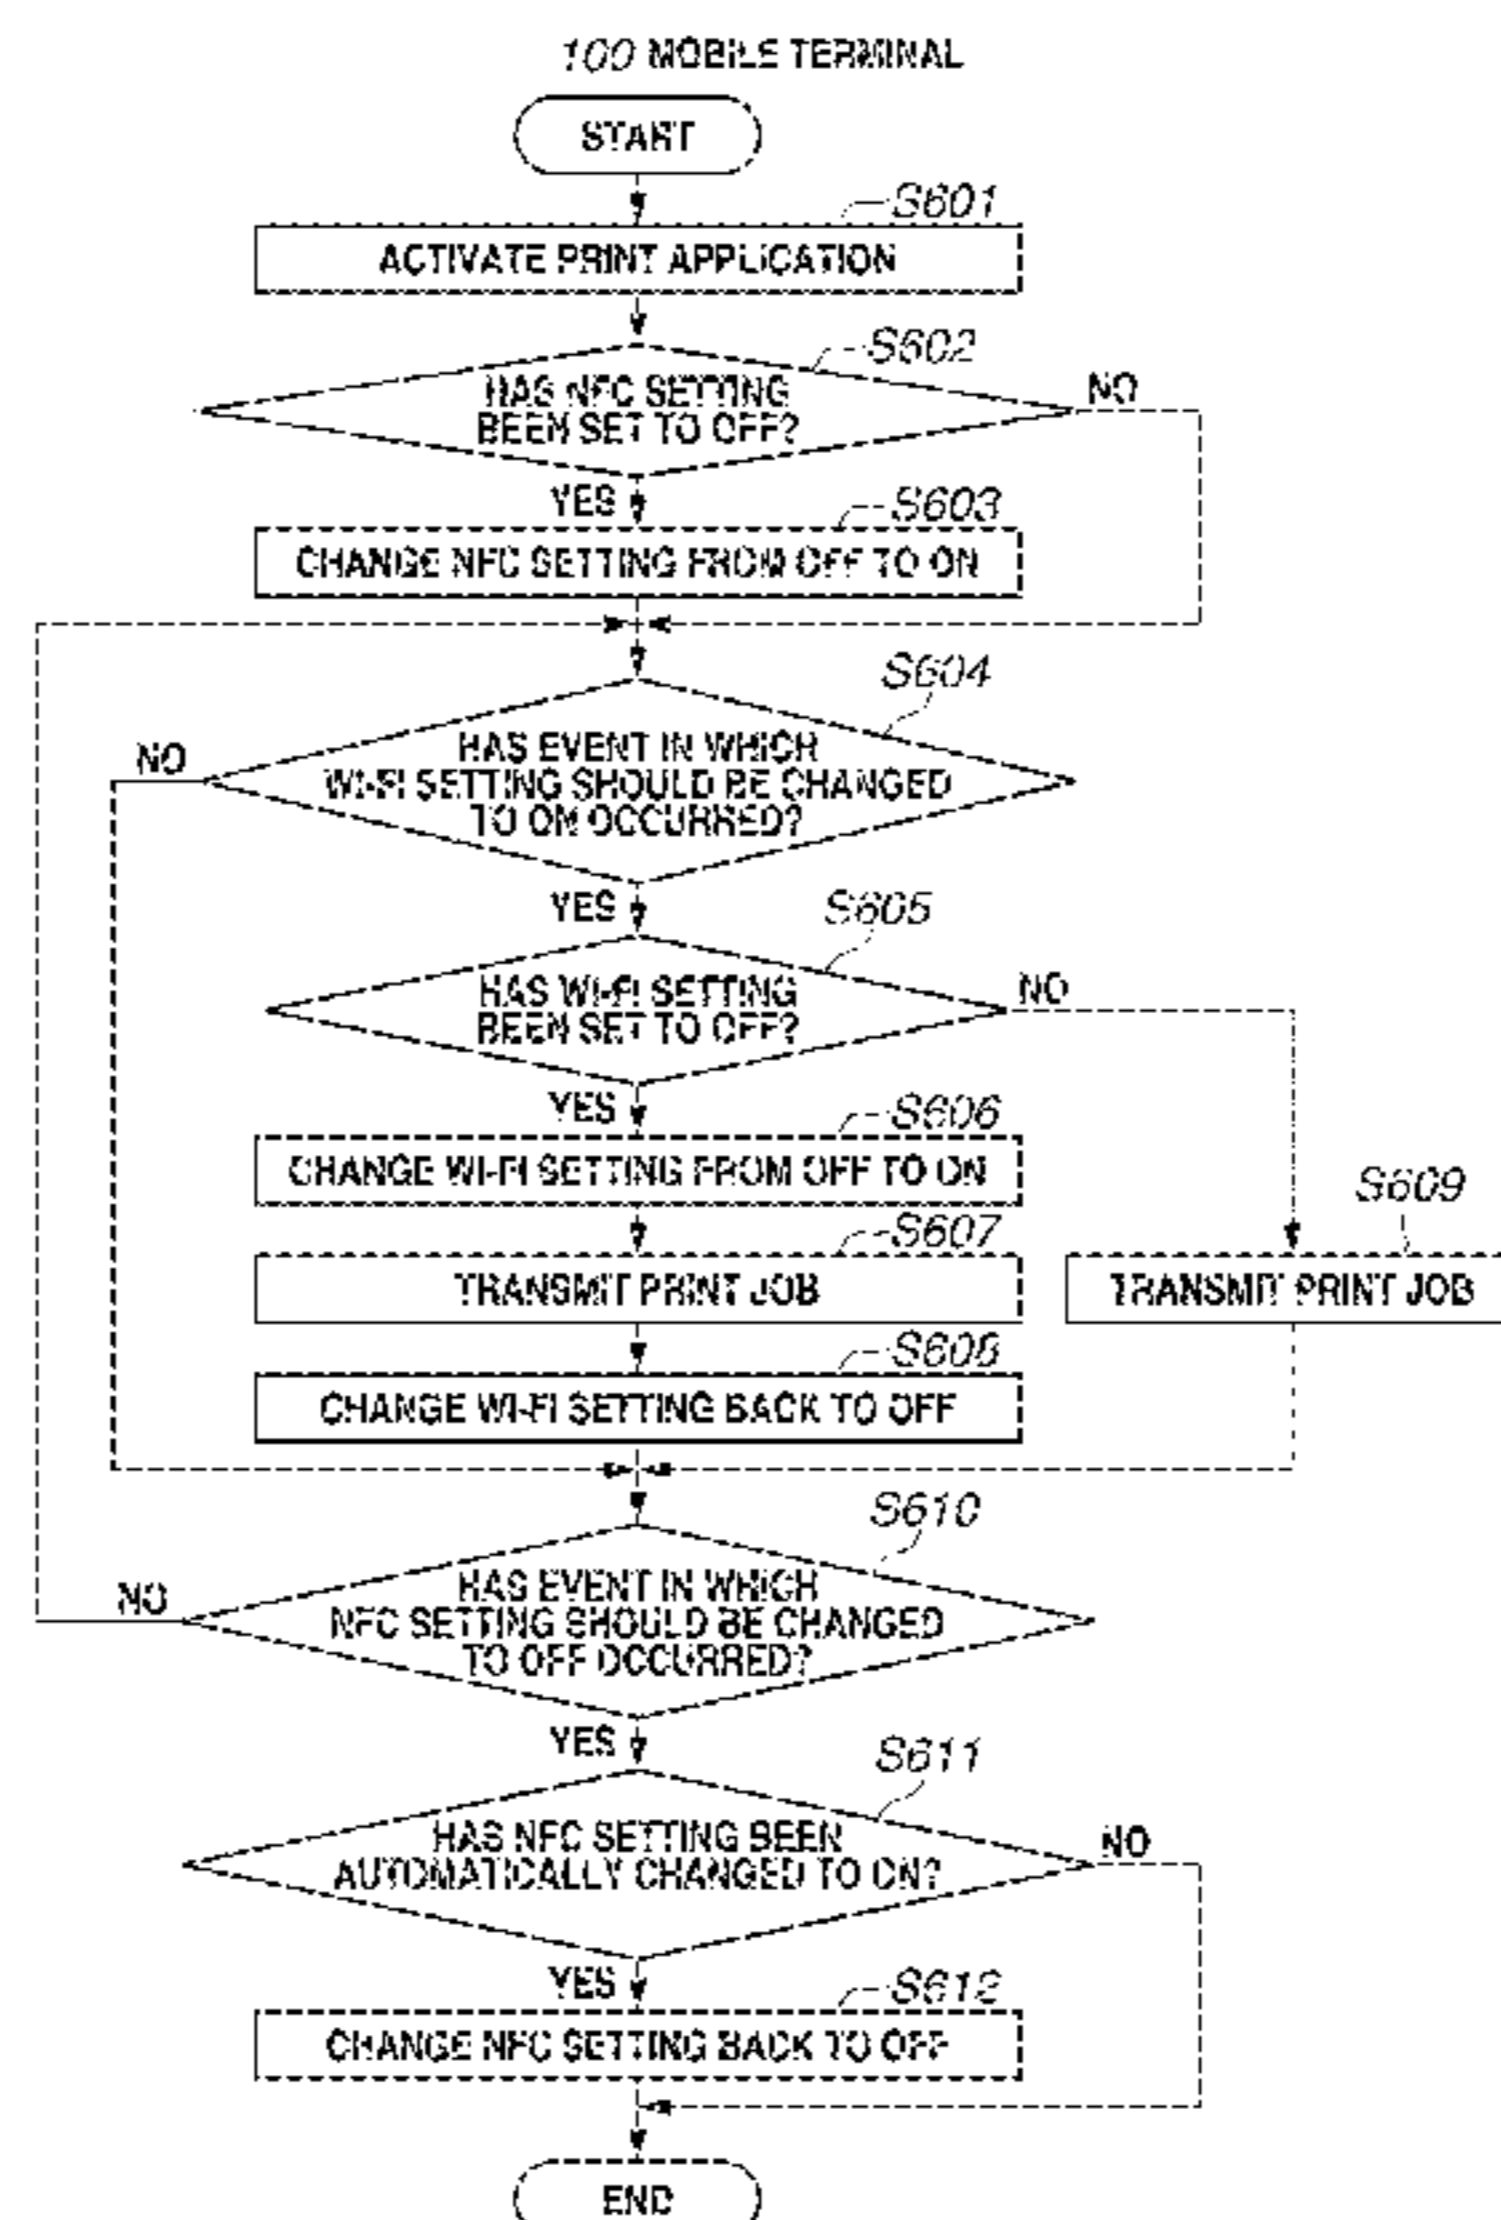 100 MOBILE TERMINAL
START
S601
ACTIVATE PRINT APPLICATION
S602
HAS NFC SETTING
BEEN SET TO OFF?
NO
YES
S603
CHANGE NFC SETTING FROM OFF TO ON
S604
HAS EVENT IN WHICH
WI-FI SETTING SHOULD BE CHANGED
TO ON OCCURRED?
NO
YES
S605
HAS WI-FI SETTING
BEEN SET TO OFF?
NO
YES
S606
CHANGE WI-FI SETTING FROM OFF TO ON
S607
TRANSMIT PRINT JOB
S609
TRANSMIT PRINT JOB
S608
CHANGE WI-FI SETTING BACK TO OFF
S610
HAS EVENT IN WHICH
NFC SETTING SHOULD BE CHANGED
TO OFF OCCURRED?
NO
YES
S611
HAS NFC SETTING BEEN
AUTOMATICALLY CHANGED TO ON?
NO
YES
S612
CHANGE NFC SETTING BACK TO OFF
END